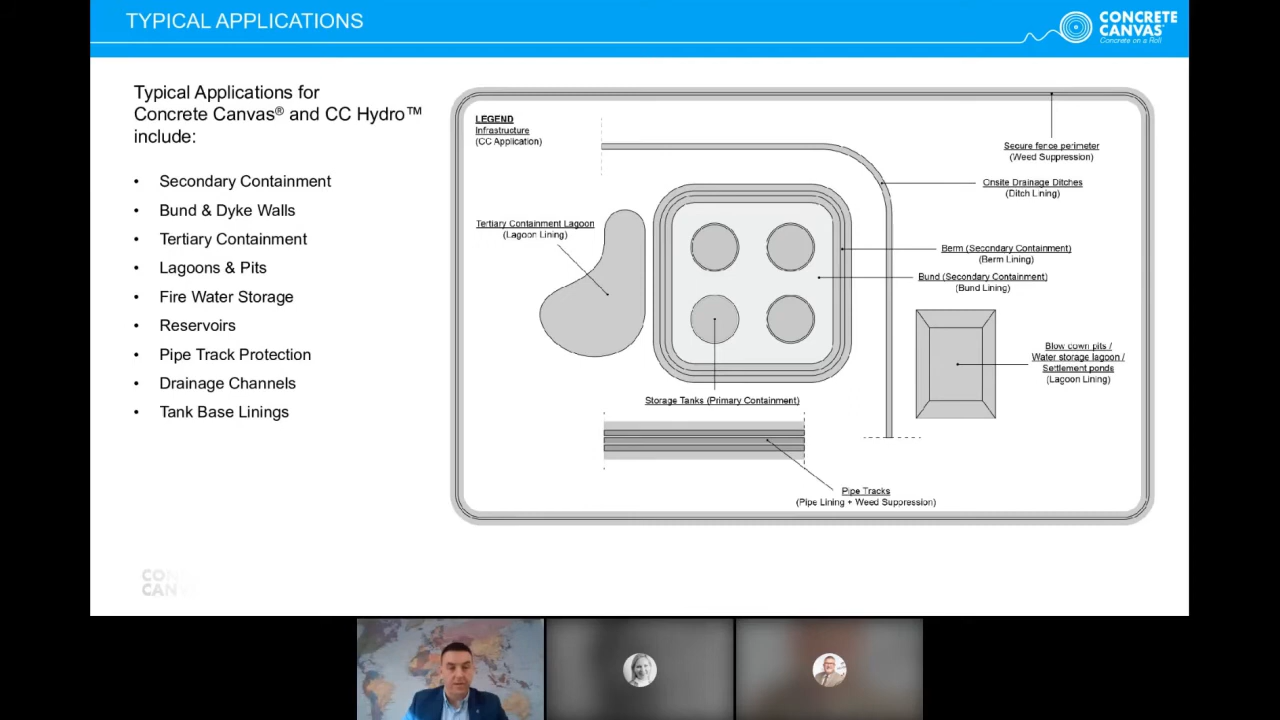 TYPICAL APPLICATIONS
CONCRETE
CANVAS®
Concrete on a Roll
Typical Applications for
Concrete Canvas® and CC Hydro™
include:
• Secondary Containment
• Bund & Dyke Walls
• Tertiary Containment
• Lagoons & Pits
• Fire Water Storage
• Reservoirs
• Pipe Track Protection
• Drainage Channels
• Tank Base Linings
LEGEND
Infrastructure
(CC Application)
Secure fence perimeter
(Weed Suppression)
Onsite Drainage Ditches
(Ditch Lining)
Tertiary Containment Lagoon
(Lagoon Lining)
Berm (Secondary Containment)
(Berm Lining)
Bund (Secondary Containment)
(Bund Lining)
Blow down pits /
Water storage lagoon /
Settlement ponds
(Lagoon Lining)
Storage Tanks (Primary Containment)
Pipe Tracks
(Pipe Lining + Weed Suppression)
CON
CAN